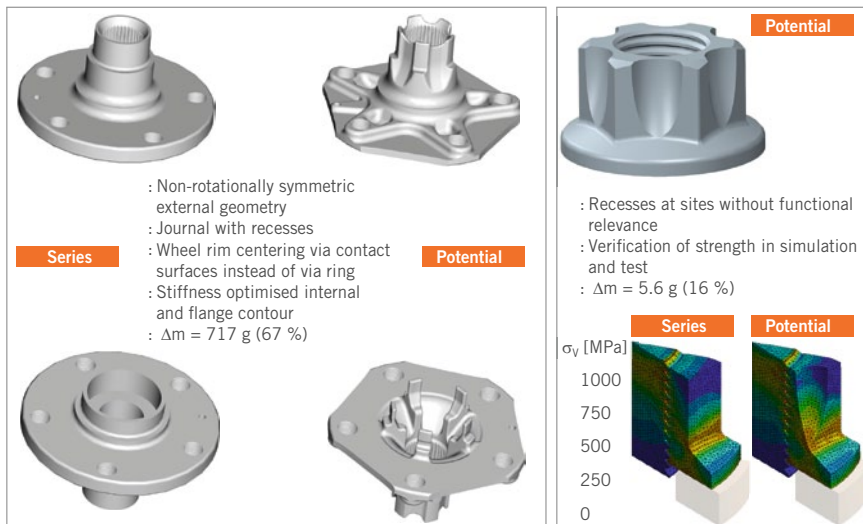 : Non-rotationally symmetric
external geometry
: Journal with recesses
: Wheel rim centering via contact
surfaces instead of via ring
: Stiffness optimised internal
and flange contour
: Δm = 717 g (67 %)
Series
Potential
Potential
: Recesses at sites without functional
relevance
: Verification of strength in simulation
and test
: Δm = 5.6 g (16 %)
Series
Potential
σV [MPa]
1000
750
500
250
0